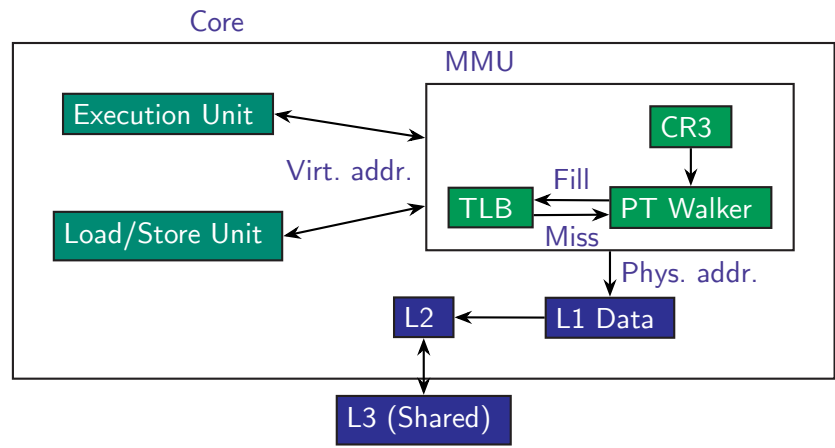 Core
MMU
Execution Unit
CR3
Virt. addr.
Fill
TLB
PT Walker
Load/Store Unit
Miss
Phys. addr.
L2
L1 Data
L3 (Shared)